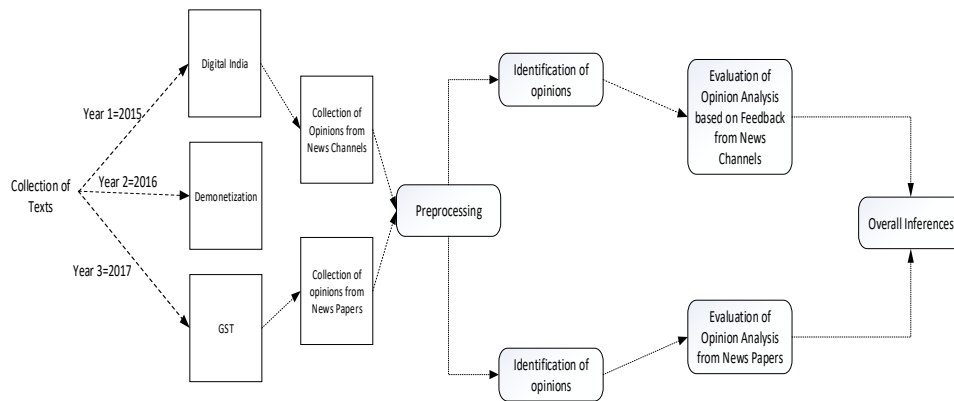 Collection of
Texts
Year 1=2015
Year 2=2016
Year 3=2017
Digital India
Demonetization
GST
Collection of
Opinions from
News Channels
Collection of
opinions from
News Papers
Preprocessing
Identification of
opinions
Identification of
opinions
Evaluation of
Opinion Analysis
based on Feedback
from News
Channels
Evaluation of
Opinion Analysis
from News Papers
Overall Inferences